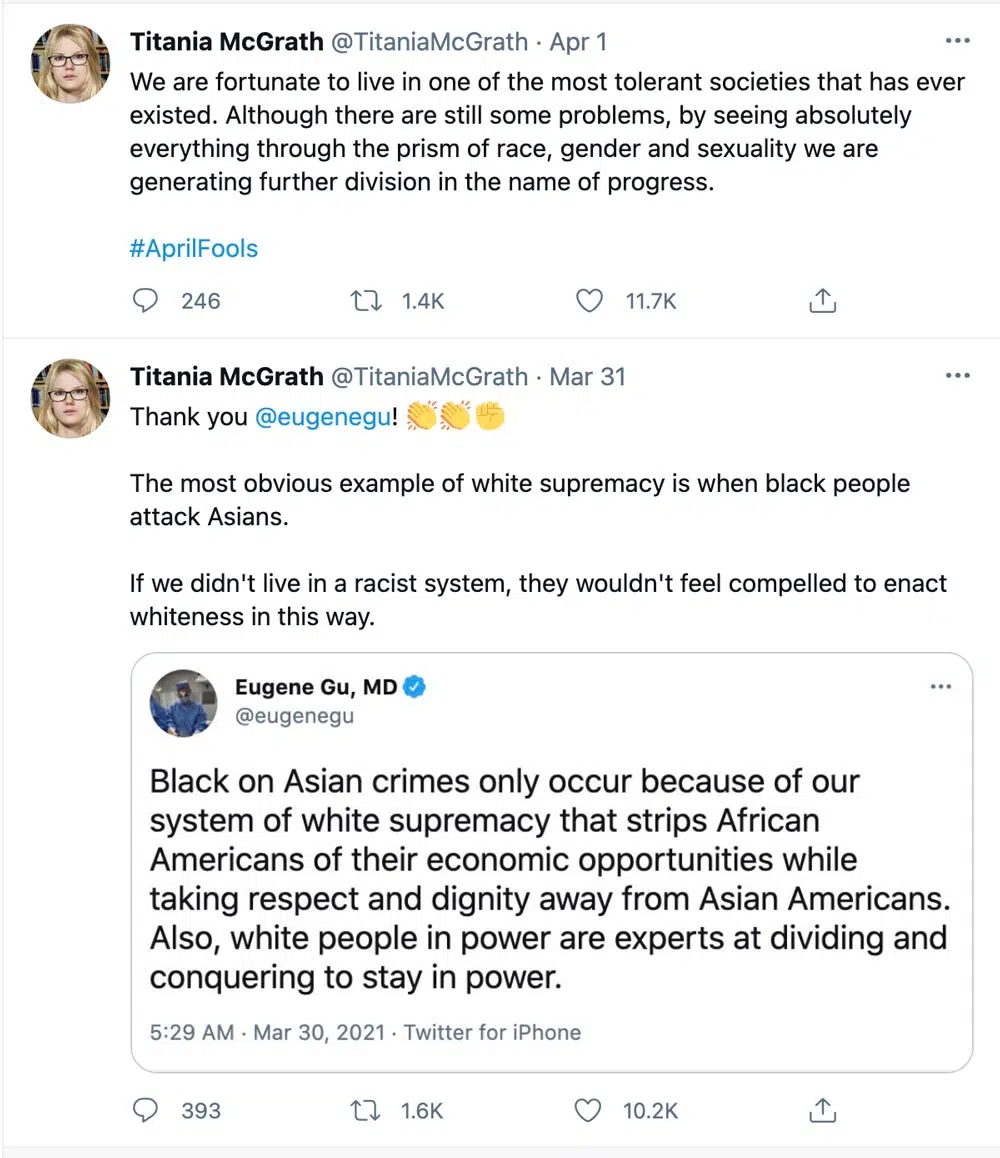 Titania McGrath @TitaniaMcGrath · Apr 1
We are fortunate to live in one of the most tolerant societies that has ever
existed. Although there are still some problems, by seeing absolutely
everything through the prism of race, gender and sexuality we are
generating further division in the name of progress.
#AprilFools
246 1.4K 11.7K
Titania McGrath @TitaniaMcGrath · Mar 31
Thank you @eugenegu! 👏👏✊
The most obvious example of white supremacy is when black people
attack Asians.
If we didn't live in a racist system, they wouldn't feel compelled to enact
whiteness in this way.
Eugene Gu, MD
@eugenegu
Black on Asian crimes only occur because of our
system of white supremacy that strips African
Americans of their economic opportunities while
taking respect and dignity away from Asian Americans.
Also, white people in power are experts at dividing and
conquering to stay in power.
5:29 AM · Mar 30, 2021 · Twitter for iPhone
393 1.6K 10.2K